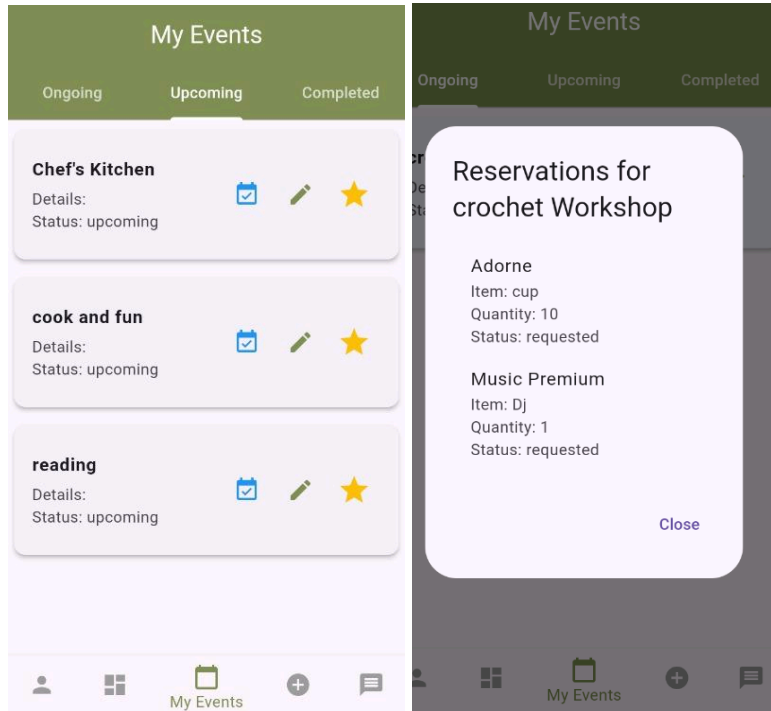 My Events
Ongoing Upcoming Completed
Chef's Kitchen
Details:
Status: upcoming
cook and fun
Details:
Status: upcoming
reading
Details:
Status: upcoming
My Events
My Events
Ongoing Upcoming Completed
Reservations for
crochet Workshop
Adorne
Item: cup
Quantity: 10
Status: requested
Music Premium
Item: Dj
Quantity: 1
Status: requested
Close
My Events